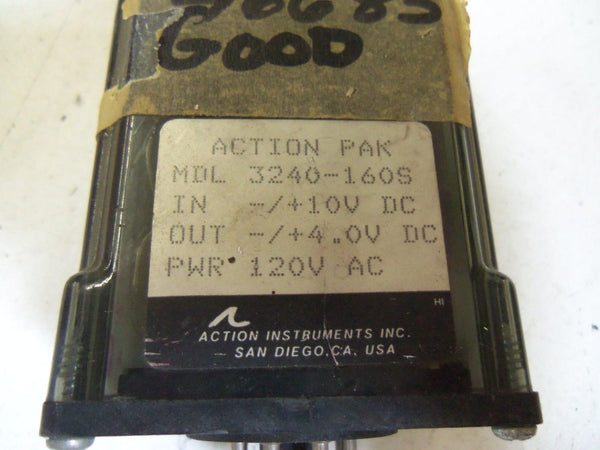 GOOD
ACTION PAK
MDL 3240-160S
IN -/+10V DC
OUT -/+4.0V DC
PWR 120V AC
HI
ACTION INSTRUMENTS INC.
SAN DIEGO, CA. USA